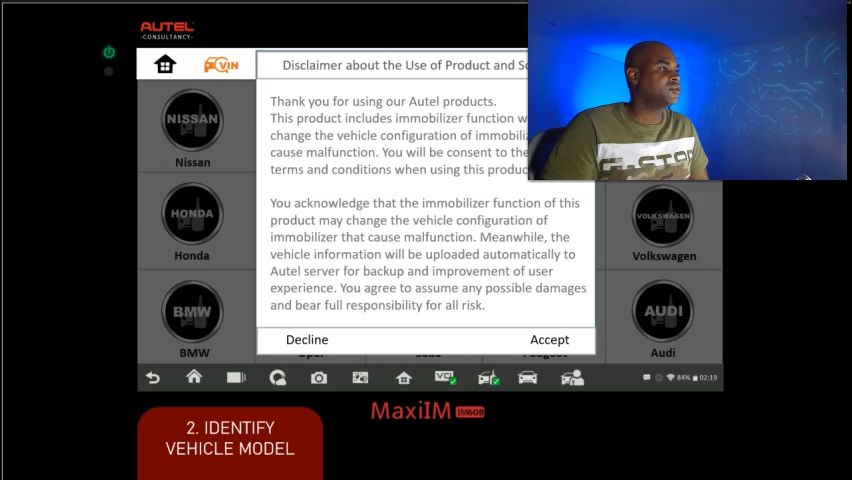 AUTEL
-CONSULTANCY-
VIN
Disclaimer about the Use of Product and
Thank you for using our Autel products.
This product includes immobilizer function
change the vehicle configuration of
cause malfunction. You will be consent to the
terms and conditions when using this
You acknowledge that the immobilizer function of this
product may change the vehicle configuration of
immobilizer that cause malfunction. Meanwhile, the
vehicle information will be uploaded automatically to
Autel server for backup and improvement of user
experience. You agree to assume any possible damages
and bear full responsibility for all risk.
Decline
Accept
NISSAN
Nissan
HONDA
Honda
VOLKSWAGEN
Volkswagen
BMW
BMW
AUDI
Audi
VCI
84%
02:19
MaxiIM IM608
2. IDENTIFY
VEHICLE MODEL